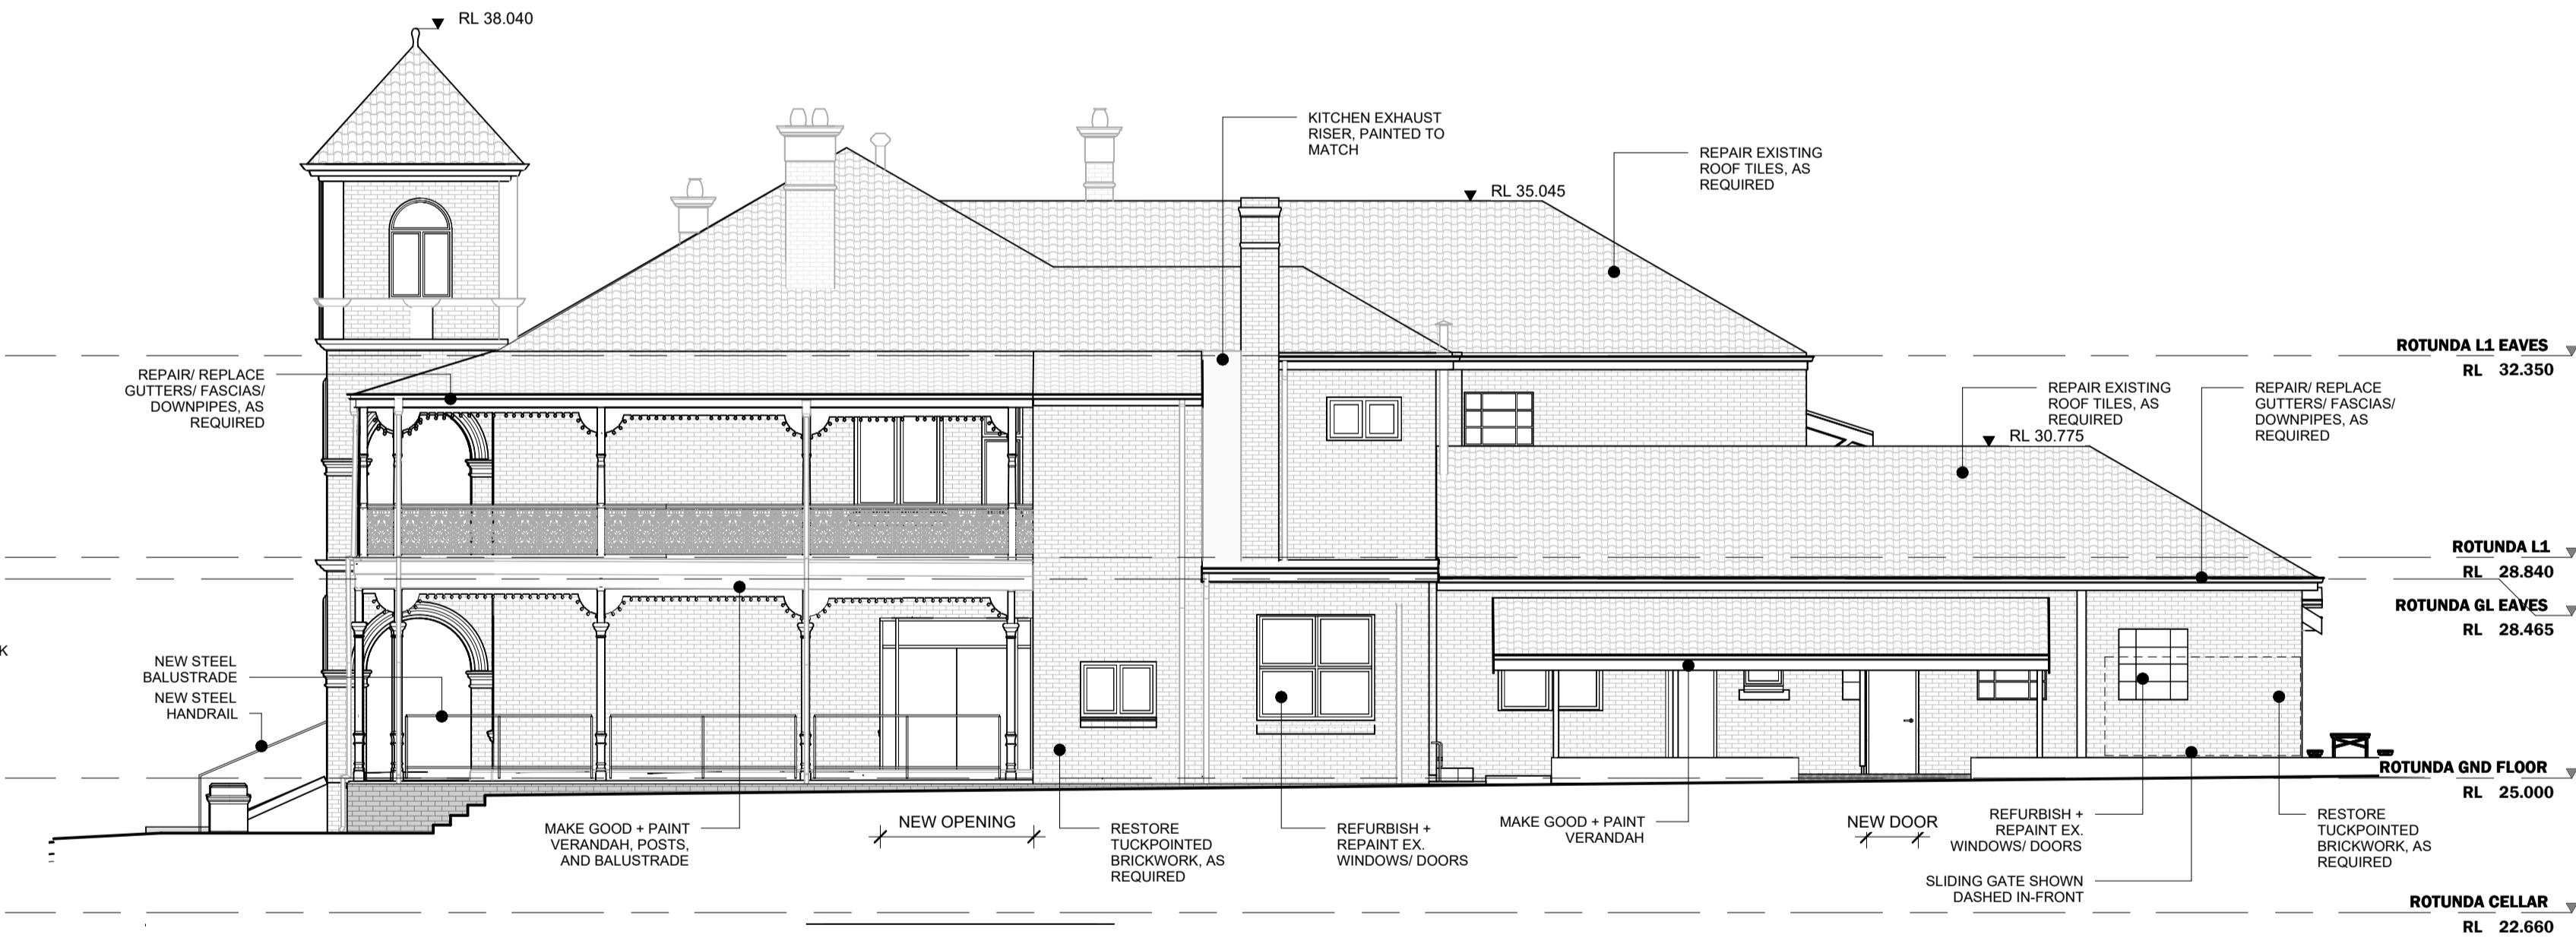 RL 38.040
KITCHEN EXHAUST
RISER, PAINTED TO
MATCH
REPAIR EXISTING
ROOF TILES, AS
REQUIRED
RL 35.045
ROTUNDA L1 EAVES
RL 32.350
REPAIR/ REPLACE
GUTTERS/ FASCIAS/
DOWNPIPES, AS
REQUIRED
REPAIR EXISTING
ROOF TILES, AS
REQUIRED
RL 30.775
REPAIR/ REPLACE
GUTTERS/ FASCIAS/
DOWNPIPES, AS
REQUIRED
ROTUNDA L1
RL 28.840
ROTUNDA GL EAVES
RL 28.465
K
NEW STEEL
BALUSTRADE
NEW STEEL
HANDRAIL
ROTUNDA GND FLOOR
RL 25.000
MAKE GOOD + PAINT
VERANDAH, POSTS,
AND BALUSTRADE
NEW OPENING
RESTORE
TUCKPOINTED
BRICKWORK, AS
REQUIRED
REFURBISH +
REPAINT EX.
WINDOWS/ DOORS
MAKE GOOD + PAINT
VERANDAH
NEW DOOR
REFURBISH +
REPAINT EX.
WINDOWS/ DOORS
SLIDING GATE SHOWN
DASHED IN-FRONT
RESTORE
TUCKPOINTED
BRICKWORK, AS
REQUIRED
ROTUNDA CELLAR
RL 22.660